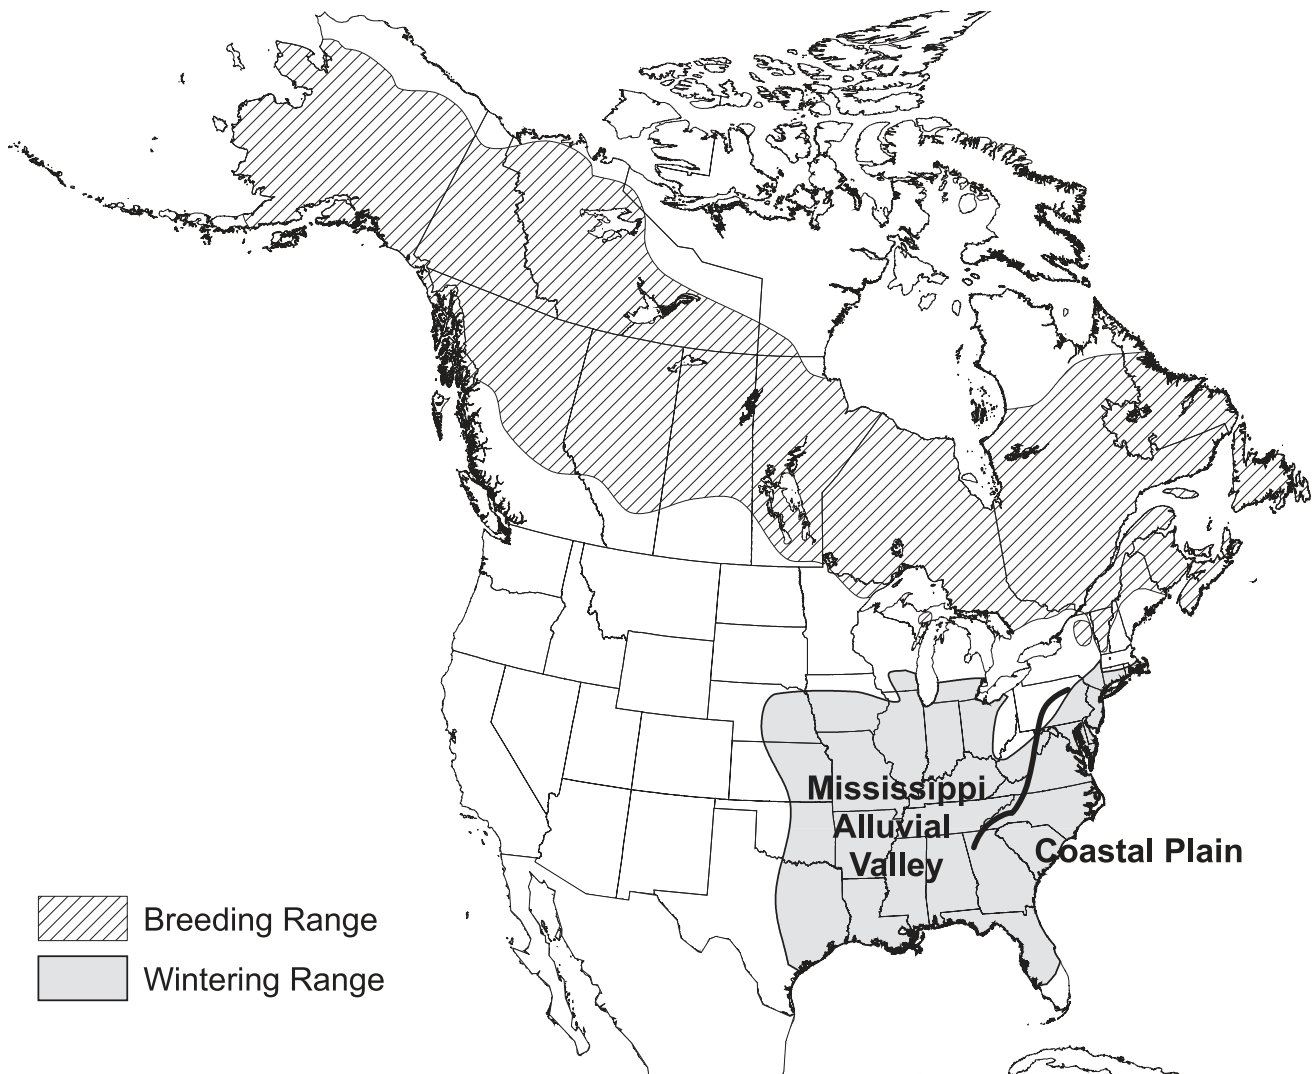 Mississippi
Alluvial
Valley
Coastal Plain
Breeding Range
Wintering Range